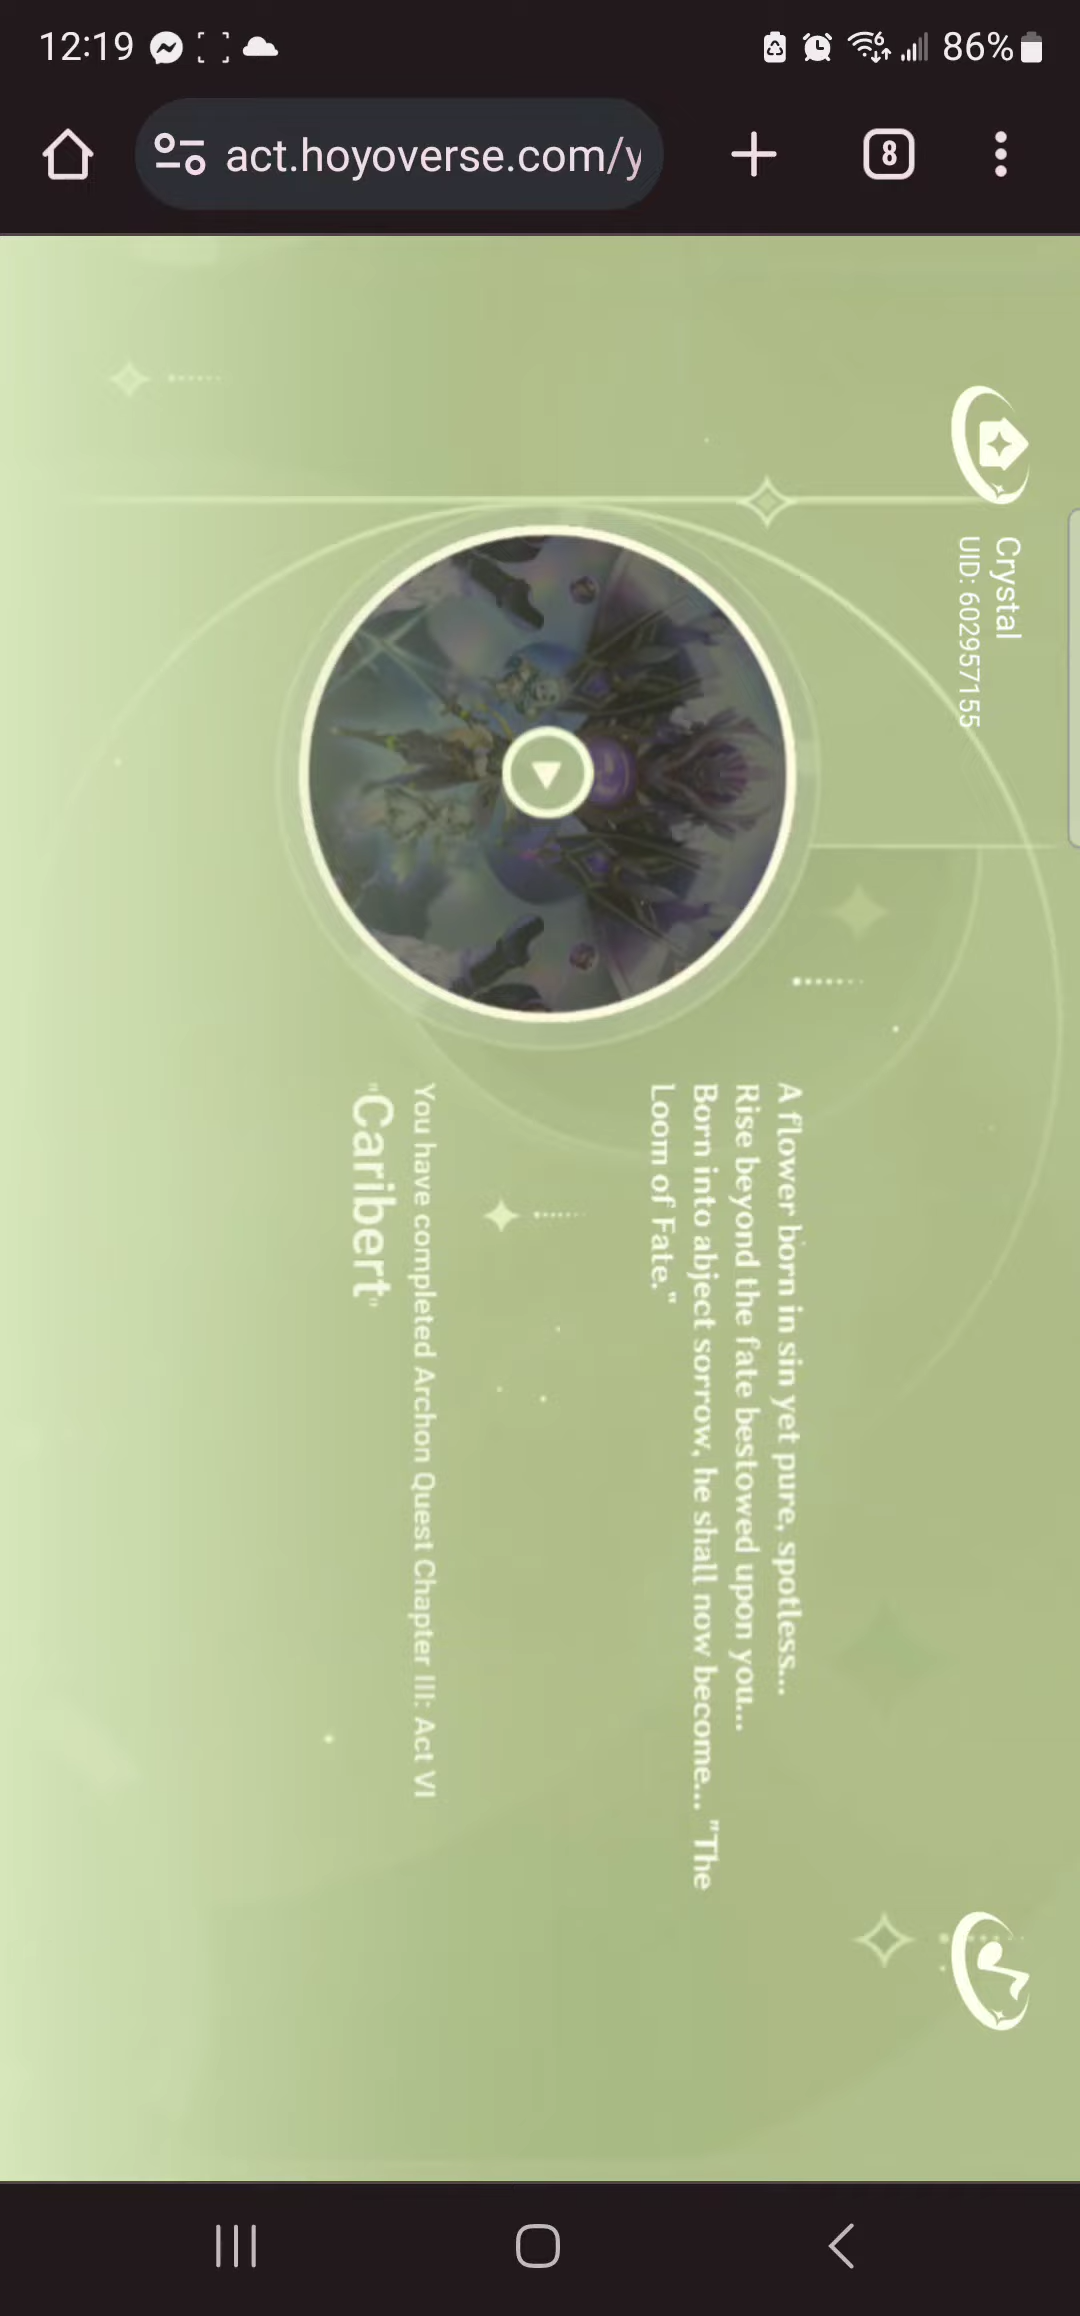 12:19
86%
act.hoyoverse.com/y
8
Crystal
UID: 602957155
A flower born in sin yet pure, spotless...
Rise beyond the fate bestowed upon you...
Born into abject sorrow, he shall now become... "The
Loom of Fate."
You have completed Archon Quest Chapter III: Act VI
"Caribert"